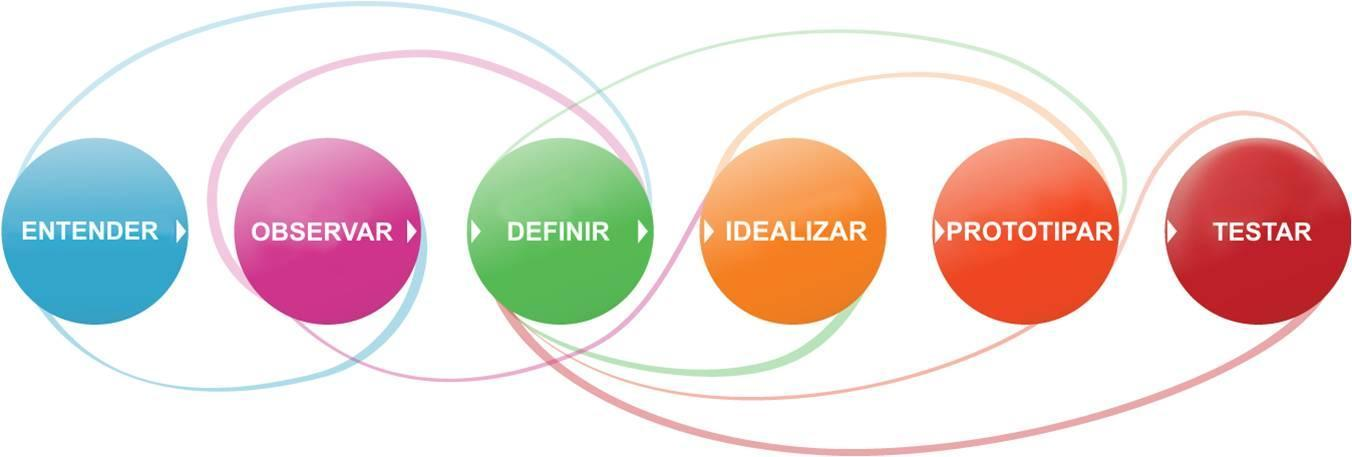 ENTENDER
OBSERVAR
DEFINIR
IDEALIZAR
PROTOTIPAR
TESTAR